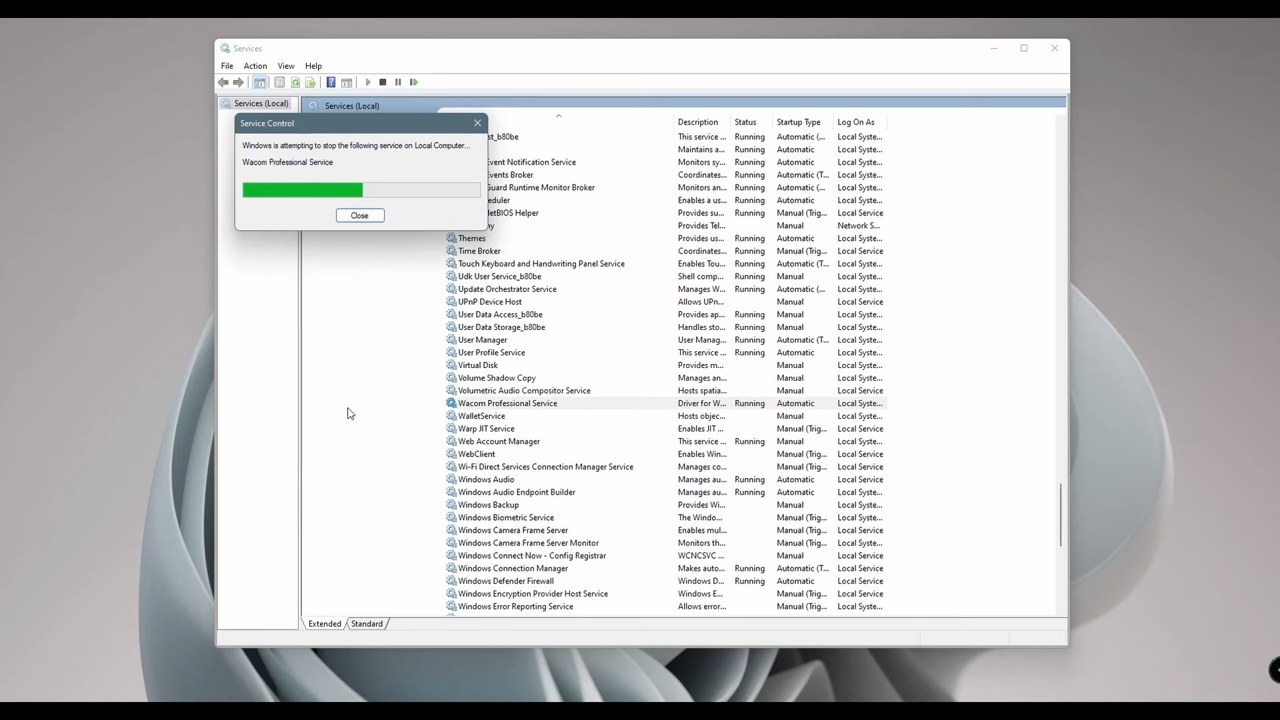 Services
File Action View Help
Services (Local)
Services (Local)
Service Control
Windows is attempting to stop the following service on Local Computer...
Wacom Professional Service
Close
Description Status Startup Type Log On As
st_b80be This service ... Running Automatic (... Local Syste...
Maintains a... Running Automatic Local Syste...
Event Notification Service Monitors sy... Running Automatic Local Syste...
Events Broker Coordinates... Running Automatic (T... Local Syste...
Guard Runtime Monitor Broker Monitors an... Running Automatic (... Local Syste...
eduler Enables a us... Running Automatic Local Syste...
etBIOS Helper Provides su... Running Manual (Trig... Local Service
ny Provides Tel... Running Manual Network S...
Themes Provides us... Running Automatic Local Syste...
Time Broker Coordinates... Running Manual (Trig... Local Service
Touch Keyboard and Handwriting Panel Service Enables Tou... Running Automatic (T... Local Syste...
Udk User Service_b80be Shell comp... Running Manual Local Syste...
Update Orchestrator Service Manages W... Running Automatic (... Local Syste...
UPnP Device Host Allows UPn... Manual Local Service
User Data Access_b80be Provides ap... Running Manual Local Syste...
User Data Storage_b80be Handles sto... Running Manual Local Syste...
User Manager User Manag... Running Automatic (T... Local Syste...
User Profile Service This service ... Running Automatic Local Syste...
Virtual Disk Provides m... Manual Local Syste...
Volume Shadow Copy Manages an... Manual Local Syste...
Volumetric Audio Compositor Service Hosts spatia... Manual Local Service
Wacom Professional Service Driver for W... Running Automatic Local Syste...
WalletService Hosts objec... Manual Local Syste...
Warp JIT Service Enables JIT ... Manual (Trig... Local Service
Web Account Manager This service ... Running Manual Local Syste...
WebClient Enables Win... Manual (Trig... Local Service
Wi-Fi Direct Services Connection Manager Service Manages co... Manual (Trig... Local Syste...
Windows Audio Manages au... Running Automatic Local Service
Windows Audio Endpoint Builder Manages au... Running Automatic Local Syste...
Windows Backup Provides Wi... Manual Local Syste...
Windows Biometric Service The Windo... Manual (Trig... Local Syste...
Windows Camera Frame Server Enables mul... Manual (Trig... Local Service
Windows Camera Frame Server Monitor Monitors th... Manual (Trig... Local Syste...
Windows Connect Now - Config Registrar WCNCSVC ... Manual Local Service
Windows Connection Manager Makes auto... Running Automatic (T... Local Service
Windows Defender Firewall Windows D... Running Automatic Local Service
Windows Encryption Provider Host Service Windows E... Manual (Trig... Local Service
Windows Error Reporting Service Allows error... Manual (Trig... Local Syste...
Extended Standard